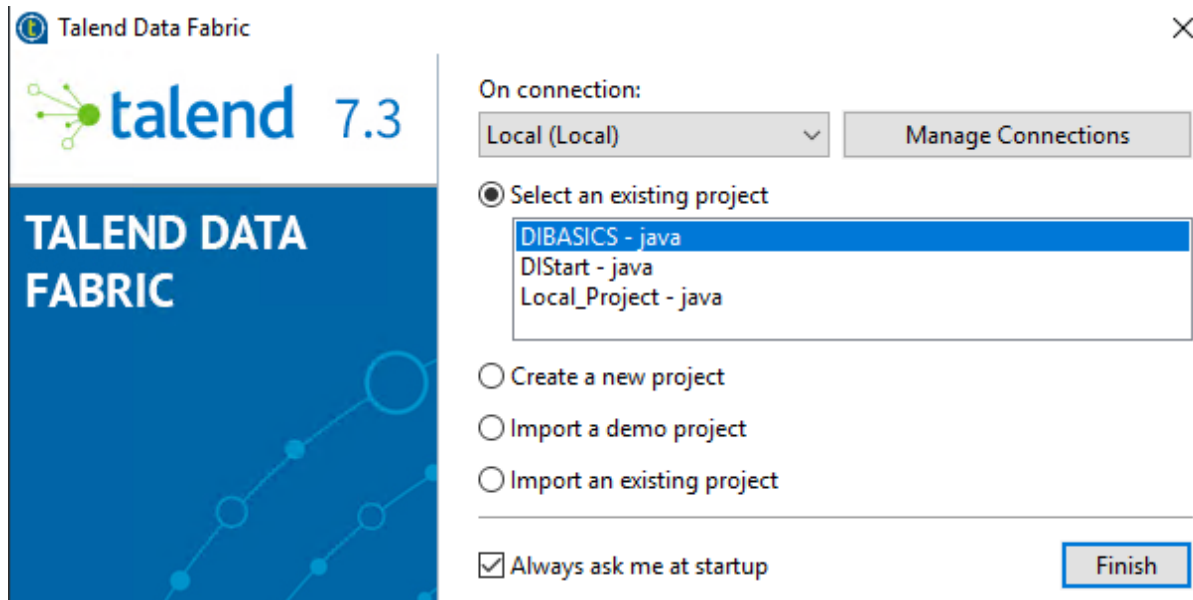 Talend Data Fabric
talend 7.3
TALEND DATA
FABRIC
On connection:
Local (Local)
Manage Connections
Select an existing project
DIBASICS - java
DIStart - java
Local_Project - java
Create a new project
Import a demo project
Import an existing project
Always ask me at startup
Finish